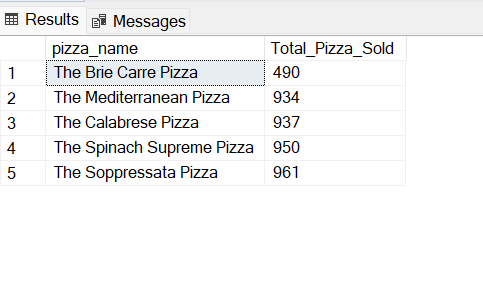 Results Messages
pizza_name Total_Pizza_Sold
1 The Brie Carre Pizza 490
2 The Mediterranean Pizza 934
3 The Calabrese Pizza 937
4 The Spinach Supreme Pizza 950
5 The Soppressata Pizza 961